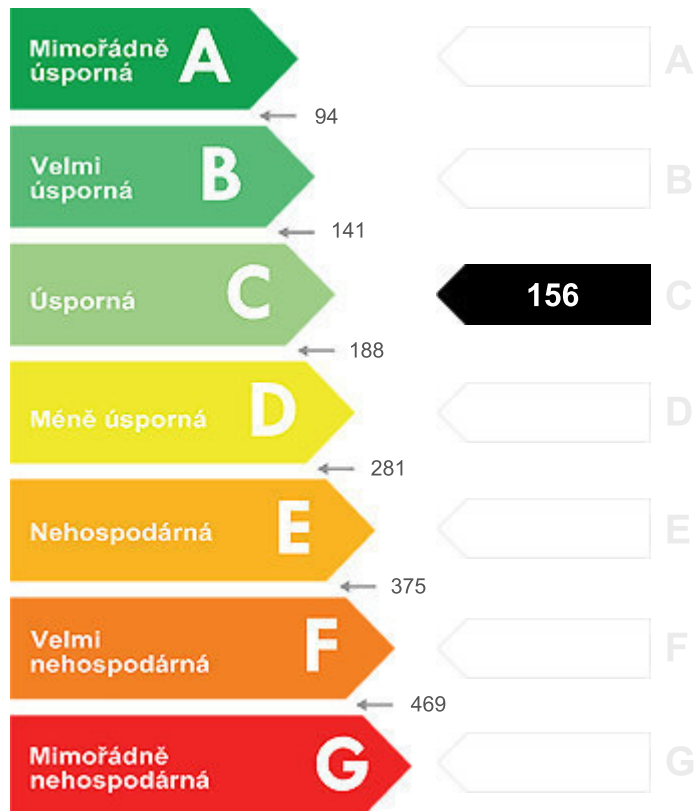 Mimořádně
úsporná
A
A
94
Velmi
úsporná
B
B
141
Úsporná
C
156
C
188
Méně úsporná
D
D
281
Nehospodárná
E
E
375
Velmi
nehospodárná
F
F
469
Mimořádně
nehospodárná
G
G